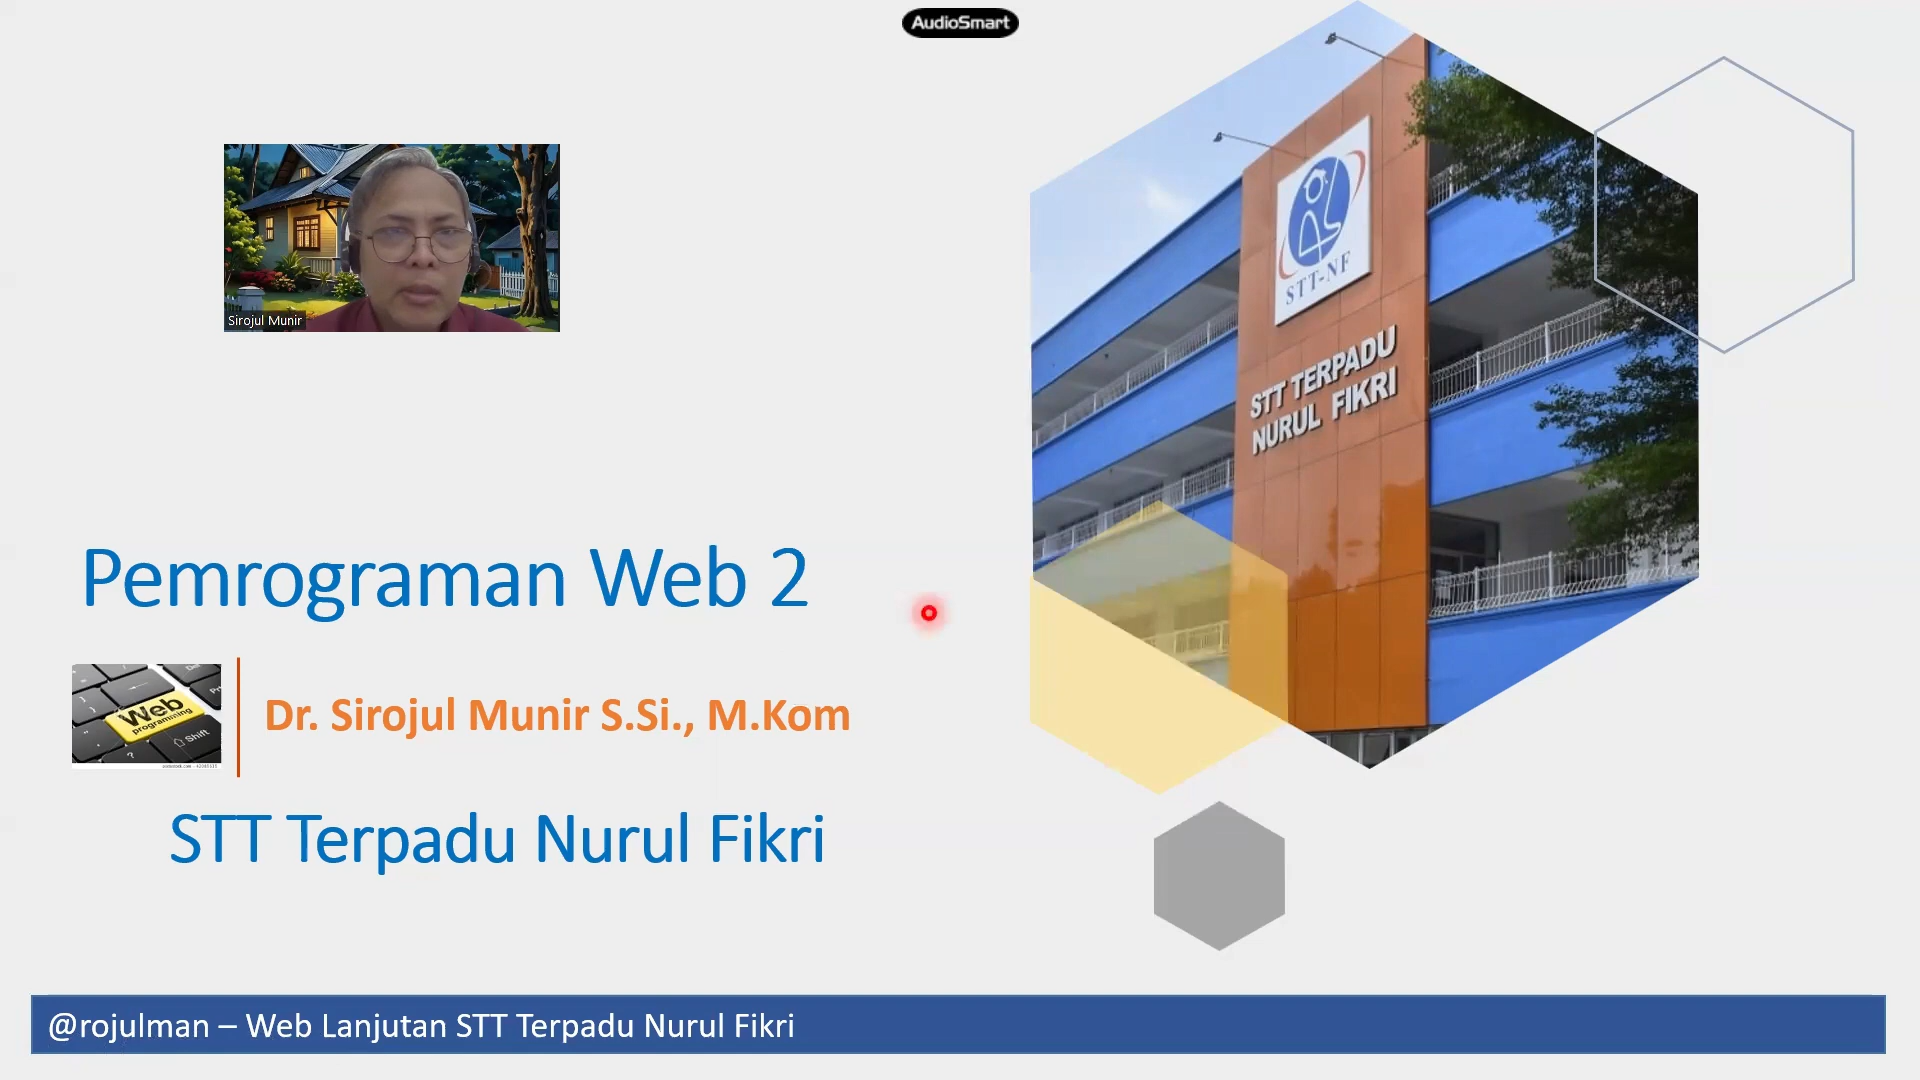 AudioSmart
STT-NF
STT TERPADU
NURUL FIKRI
Sirojul Munir
Pemrograman Web 2
Web
programming
Shift
Dr. Sirojul Munir S.Si., M.Kom
STT Terpadu Nurul Fikri
@rojulman – Web Lanjutan STT Terpadu Nurul Fikri